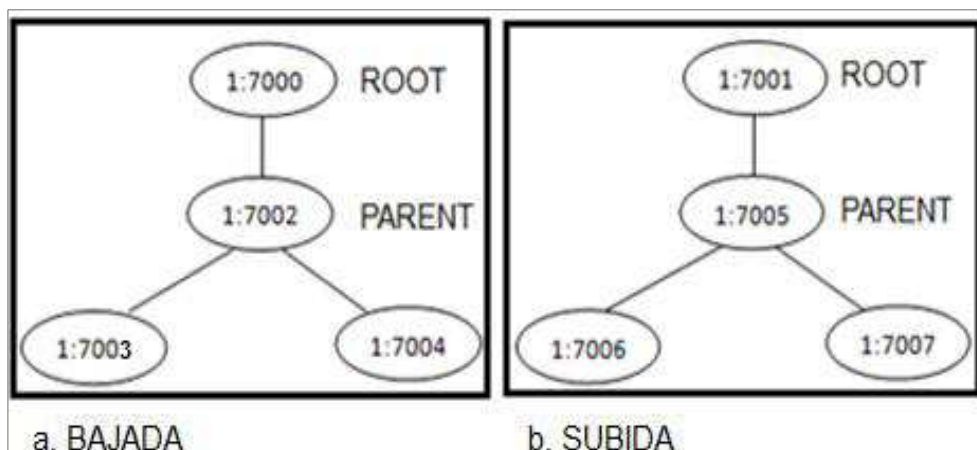 1:7000 ROOT
1:7002 PARENT
1:7003 1:7004
a. BAJADA
1:7001 ROOT
1:7005 PARENT
1:7006 1:7007
b. SUBIDA